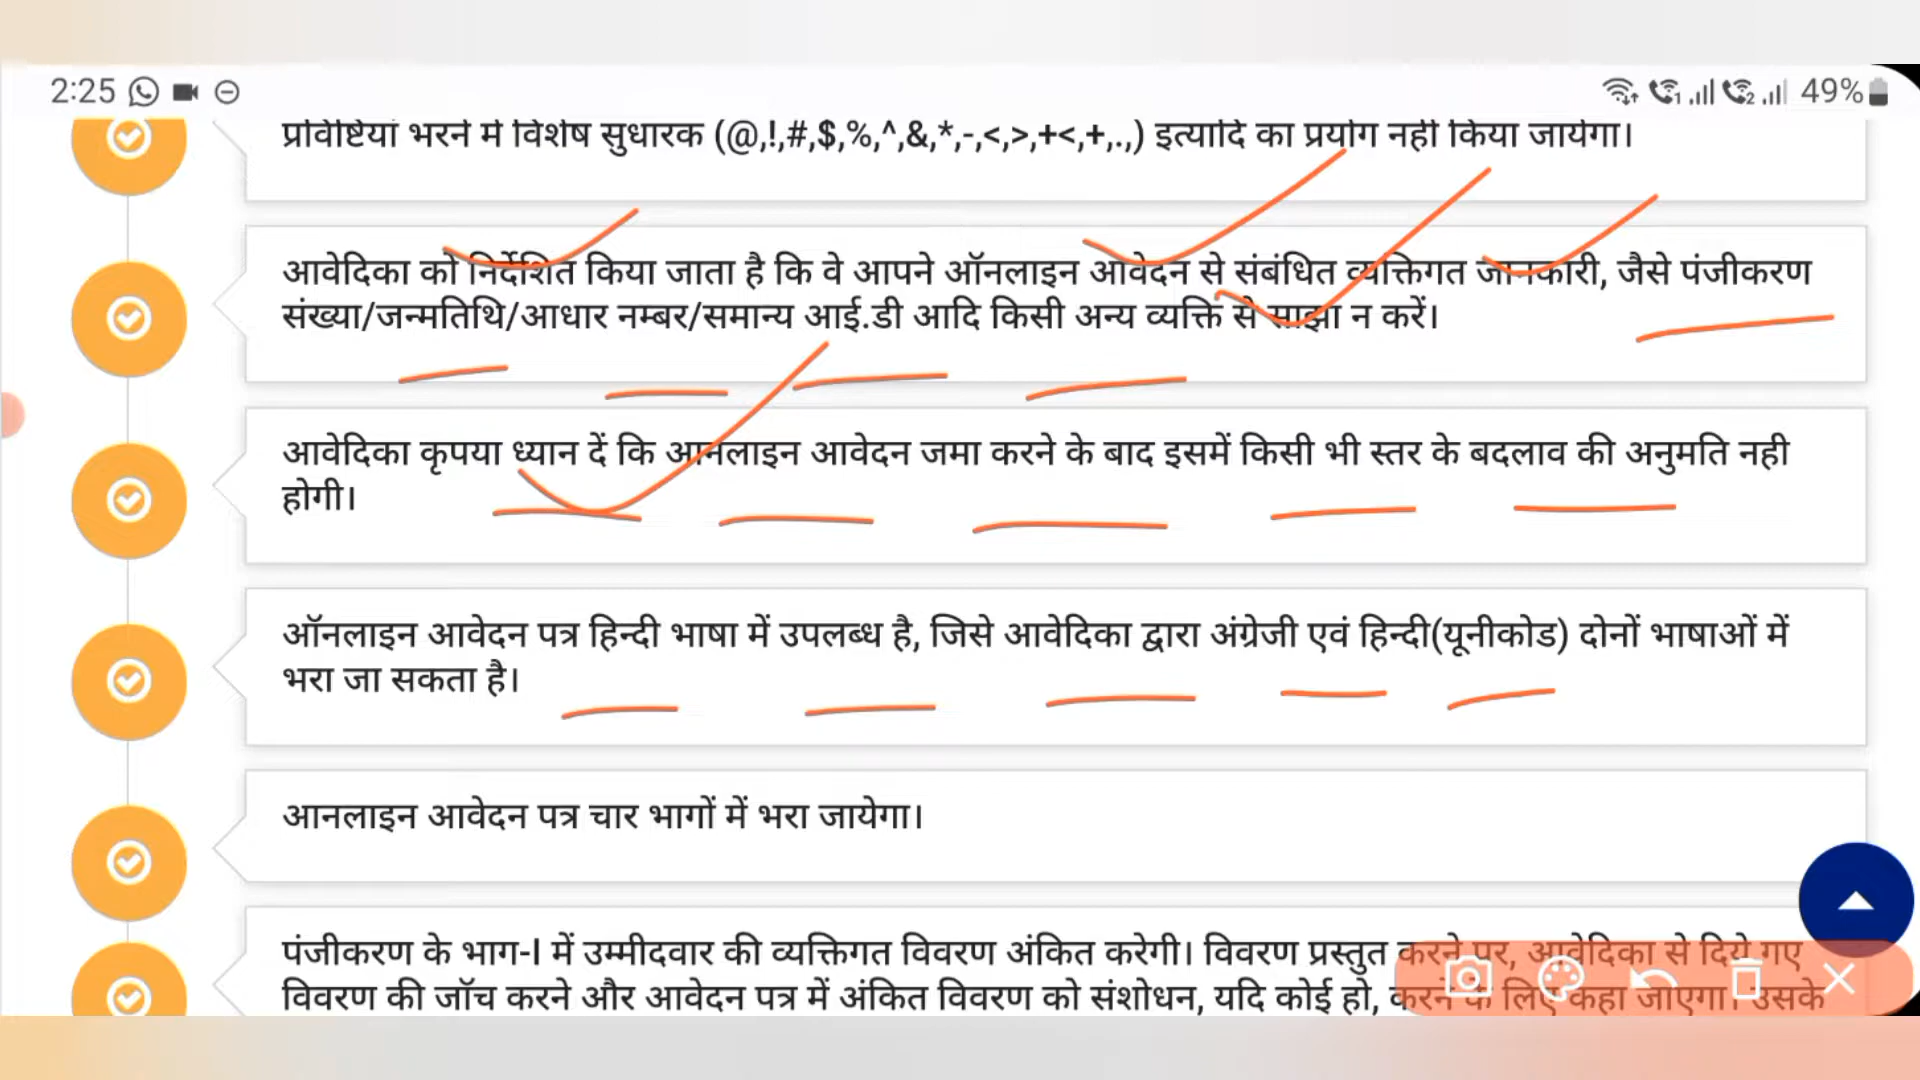 2:25
49%
प्रविष्टियां भरने में विशेष सुधारक (@,!,#,$,%,^,&,*,-,<,>,+<,+,.,) इत्यादि का प्रयोग नही किया जायेगा।
आवेदिका को निर्देशित किया जाता है कि वे आपने ऑनलाइन आवेदन से संबंधित व्यक्तिगत जानकारी, जैसे पंजीकरण
संख्या/जन्मतिथि/आधार नम्बर/समान्य आई.डी आदि किसी अन्य व्यक्ति से साझा न करें।
आवेदिका कृपया ध्यान दें कि आनलाइन आवेदन जमा करने के बाद इसमें किसी भी स्तर के बदलाव की अनुमति नही
होगी।
ऑनलाइन आवेदन पत्र हिन्दी भाषा में उपलब्ध है, जिसे आवेदिका द्वारा अंग्रेजी एवं हिन्दी(यूनीकोड) दोनों भाषाओं में
भरा जा सकता है।
आनलाइन आवेदन पत्र चार भागों में भरा जायेगा।
पंजीकरण के भाग-I में उम्मीदवार की व्यक्तिगत विवरण अंकित करेगी। विवरण प्रस्तुत करने पर, आवेदिका से दिये गए
विवरण की जॉच करने और आवेदन पत्र में अंकित विवरण को संशोधन, यदि कोई हो, करने के लिए कहा जाएगा। उसके